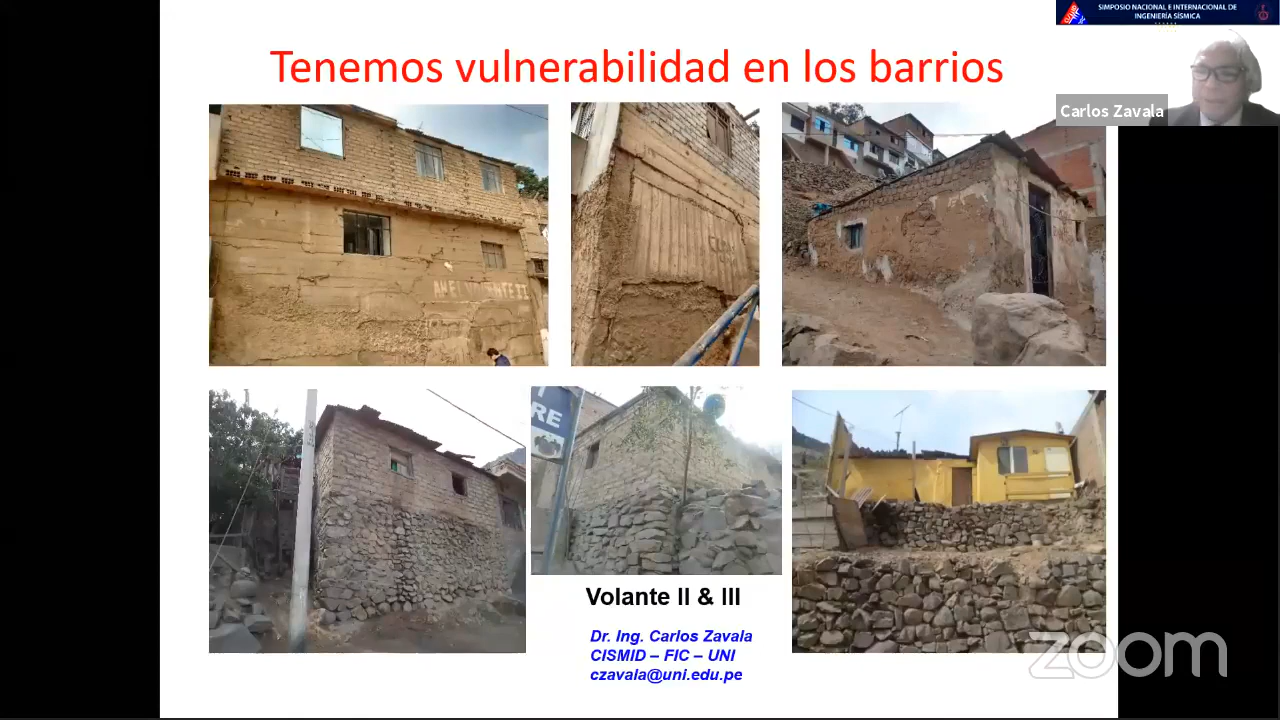 SIMPOSIO NACIONAL E INTERNACIONAL DE
INGENIERÍA SÍSMICA
Tenemos vulnerabilidad en los barrios
Carlos Zavala
RE
Volante II & III
Dr. Ing. Carlos Zavala
CISMID – FIC – UNI
czavala@uni.edu.pe
zoom